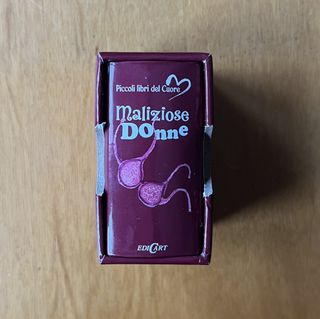 Piccoli libri del Cuore
Maliziose
DOnne
EDICART